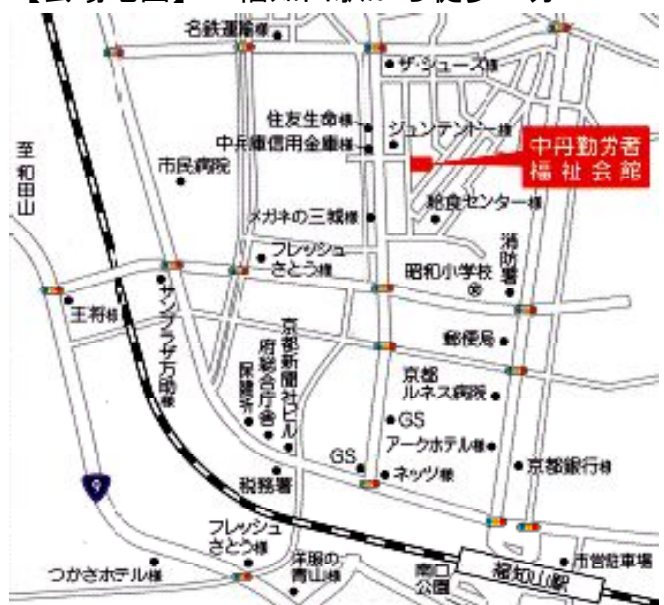 名鉄運輸様
ザ・シューズ様
住友生命様
ジュンテンドー様
中兵庫信用金庫様
中丹勤労者
福祉会館
至和田山
市民病院
給食センター様
メガネの三城様
消防署
フレッシュ
さとう様
昭和小学校
王将様
サンプラザ万助様
郵便局
京都新聞社ビル
府総合庁舎
保健所
京都
ルネス病院
GS
アークホテル様
GS
ネッツ様
京都銀行様
税務署
9
フレッシュ
さとう様
つかさホテル様
洋服の
青山様
南口
公園
福知山駅
市営駐車場